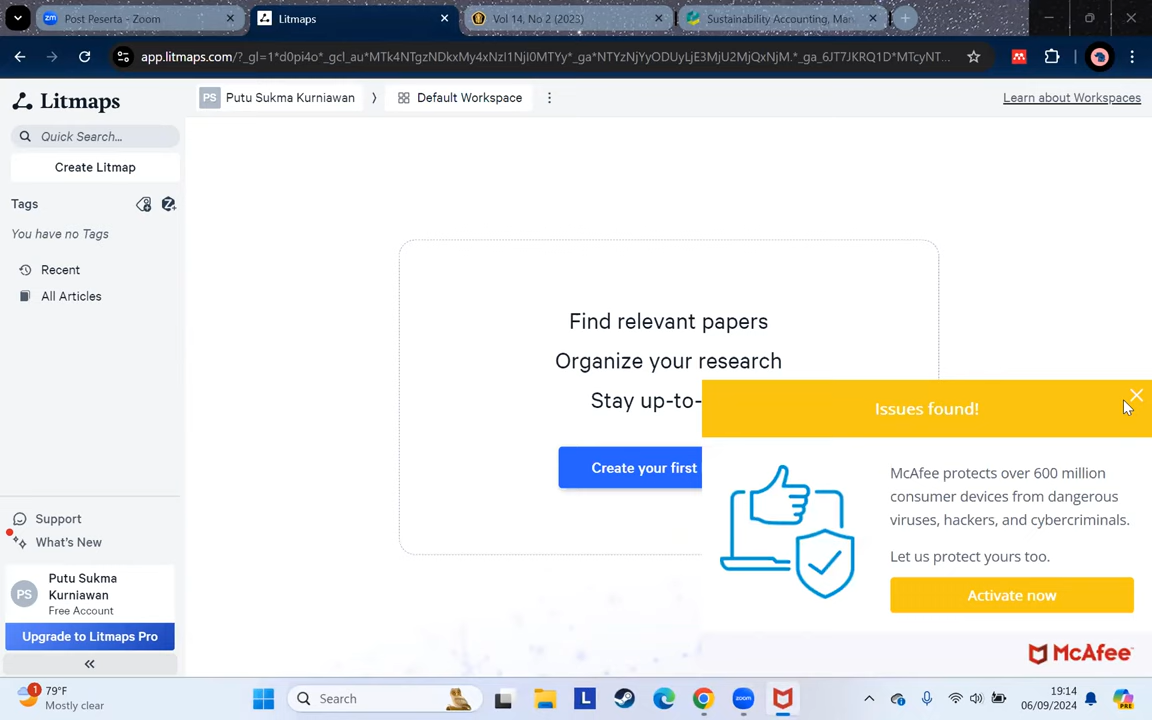 Post Peserta - Zoom
Litmaps
Vol 14, No 2 (2023)
Sustainability Accounting, Man
app.litmaps.com/?_gl=1*d0pi4o*_gcl_au*MTk4NTgzNDkxMy4xNzI1NjI0MTYy*_ga*NTYzNjYyODUyLjE3MjU2MjQxNjM.*_ga_6JT7JKRQ1D*MTcyNT...
Litmaps
PS Putu Sukma Kurniawan
Default Workspace
Learn about Workspaces
Quick Search...
Create Litmap
Tags
You have no Tags
Recent
All Articles
Find relevant papers
Organize your research
Stay up-to-
Create your first
Issues found!
McAfee protects over 600 million
consumer devices from dangerous
viruses, hackers, and cybercriminals.
Let us protect yours too.
Activate now
McAfee
Support
What's New
PS
Putu Sukma
Kurniawan
Free Account
Upgrade to Litmaps Pro
1
79°F
Mostly clear
Search
L
zoom
19:14
06/09/2024
PRE